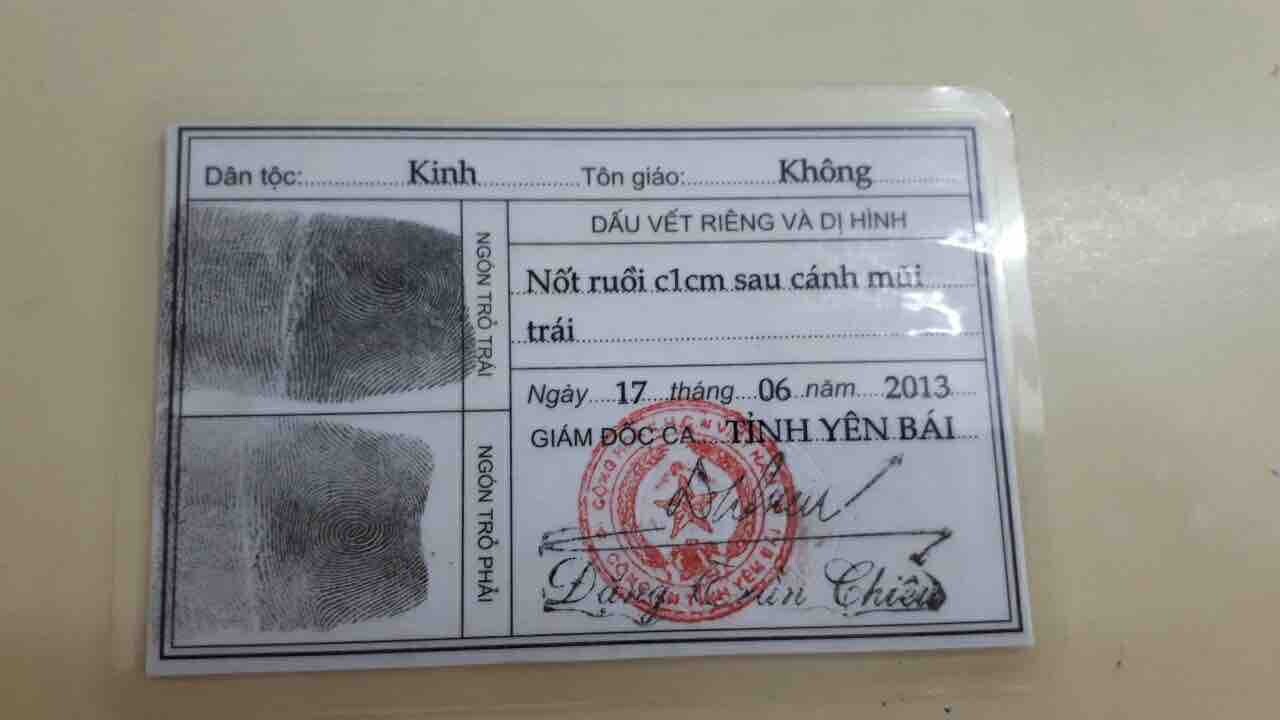 Dân tộc: Kinh Tôn giáo: Không
NGÓN TRỎ TRÁI
DẤU VẾT RIÊNG VÀ DỊ HÌNH
Nốt ruồi c1cm sau cánh mũi
trái
NGÓN TRỎ PHẢI
Ngày 17 tháng 06 năm 2013
GIÁM ĐỐC CA TỈNH YÊN BÁI
Đặng Chiêu